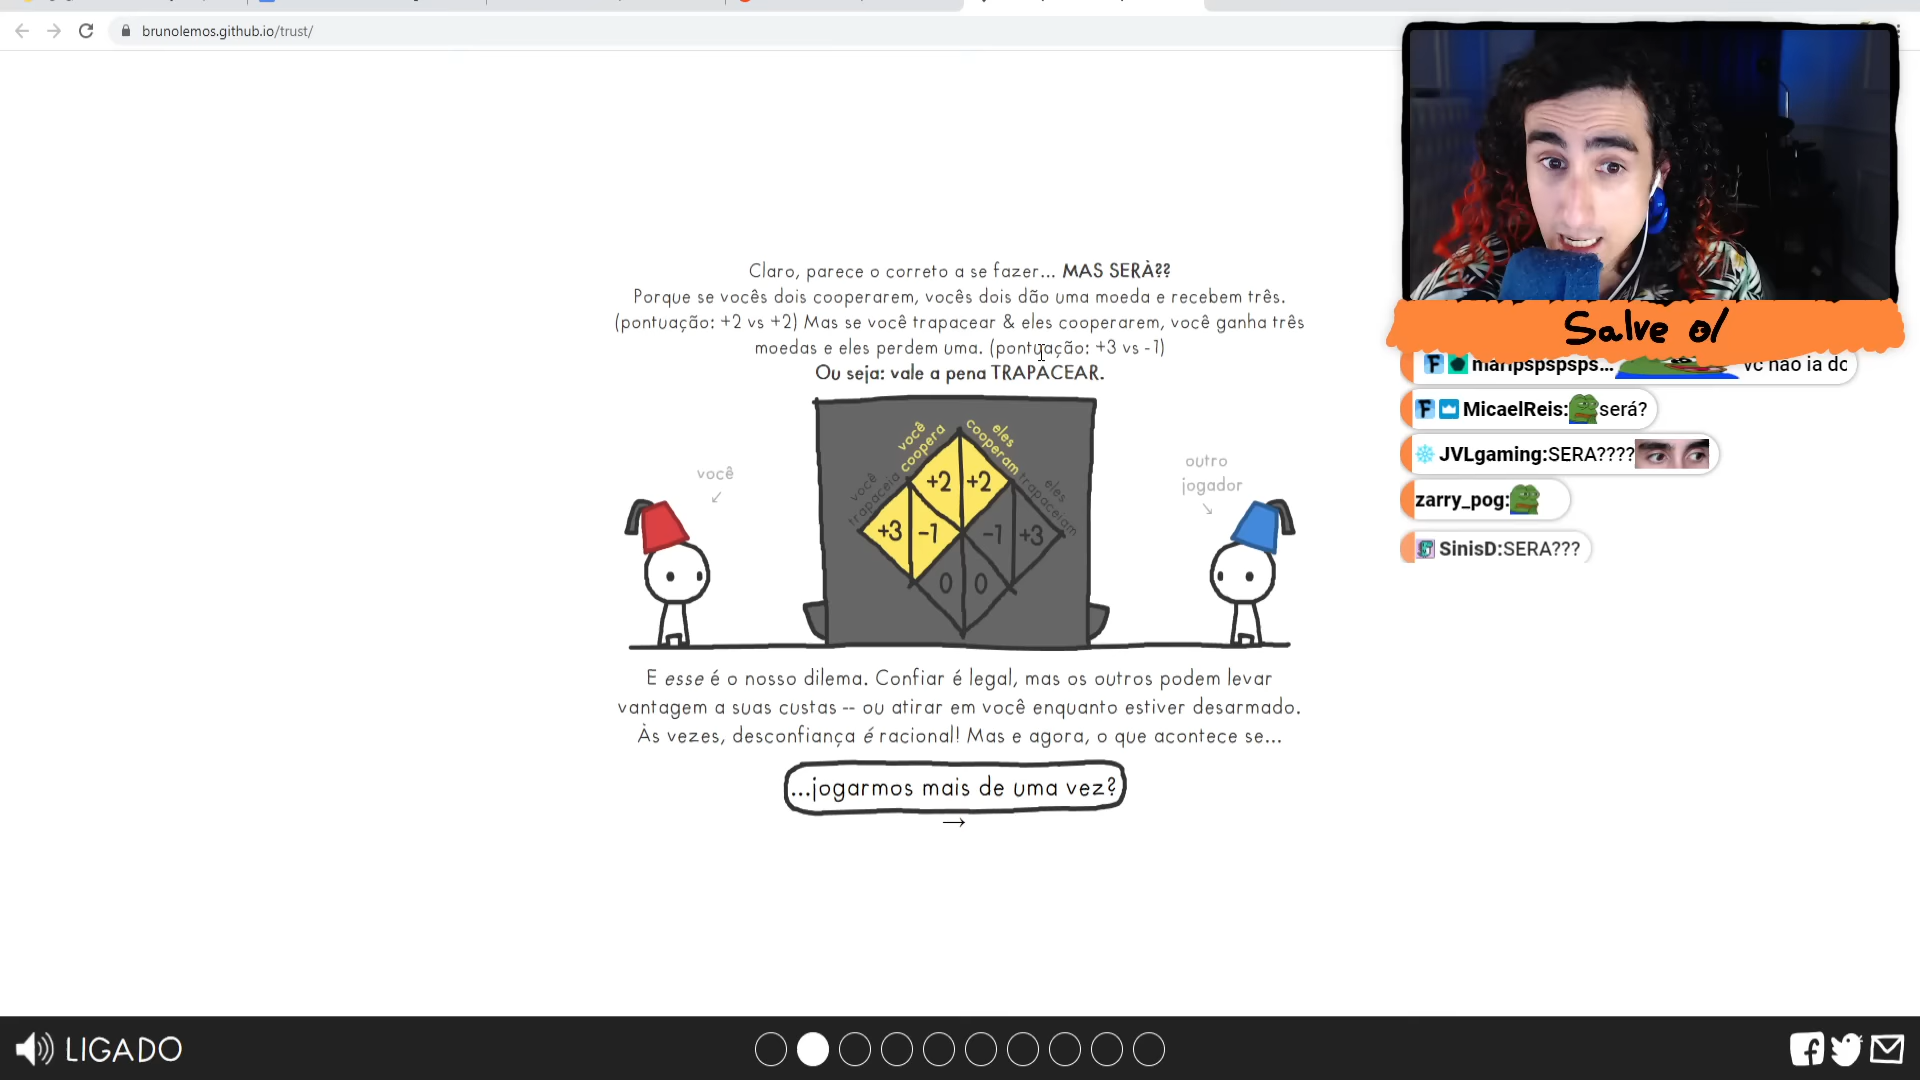 brunolemos.github.io/trust/
Claro, parece o correto a se fazer... MAS SERÀ??
Porque se vocês dois cooperarem, vocês dois dão uma moeda e recebem três.
(pontuação: +2 vs +2) Mas se você trapacear & eles cooperarem, você ganha três
moedas e eles perdem uma. (pontuação: +3 vs -1)
Ou seja: vale a pena TRAPACEAR.
você
coopera
eles
cooperam
você
trapaceia
eles
trapaceiam
+2 +2
+3 -1 -1 +3
0 0
você
↙
outro
jogador
↘
E esse é o nosso dilema. Confiar é legal, mas os outros podem levar
vantagem a suas custas -- ou atirar em você enquanto estiver desarmado.
Às vezes, desconfiança é racional! Mas e agora, o que acontece se...
...jogarmos mais de uma vez?
→
LIGADO
Salve o/
maripspspsps... vc não ia do
MicaelReis: será?
JVLgaming:SERA????
zarry_pog:
SinisD:SERA???